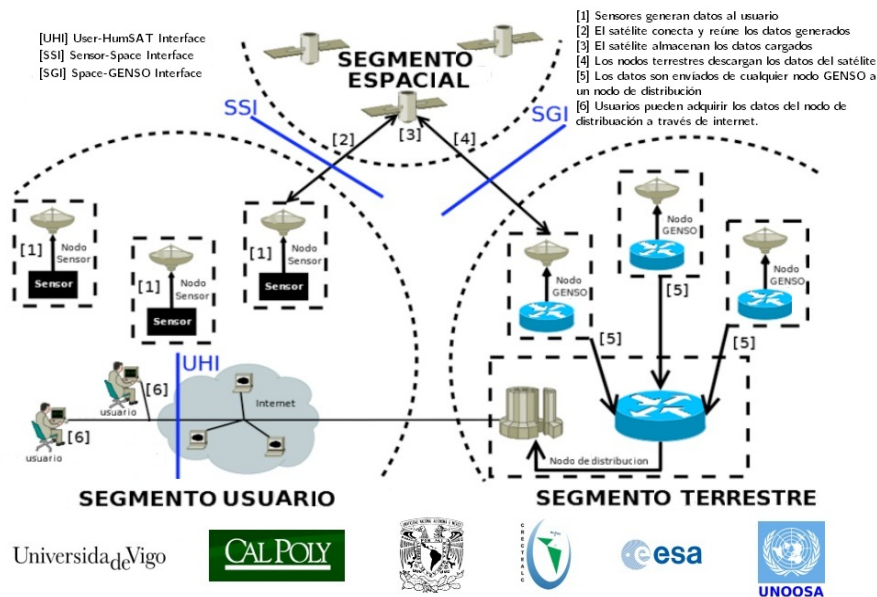 [UHI] User-HumSAT Interface
[SSI] Sensor-Space Interface
[SGI] Space-GENSO Interface
[1] Sensores generan datos al usuario
[2] El satélite conecta y reúne los datos generados
[3] El satélite almacenan los datos cargados
[4] Los nodos terrestres descargan los datos del satélite
[5] Los datos son envíados de cualquier nodo GENSO a
un nodo de distribución
[6] Usuarios pueden adquirir los datos del nodo de
distribuación a través de internet.
SEGMENTO
ESPACIAL
SSI
SGI
[2]
[3]
[4]
[1]
Nodo
Sensor
Sensor
[1]
Nodo
Sensor
Sensor
[1]
Nodo
Sensor
Sensor
Nodo
GENSO
Nodo
GENSO
Nodo
GENSO
[5]
[5]
[5]
UHI
[6]
usuario
[6]
usuario
Internet
Nodo de distribucion
SEGMENTO USUARIO
SEGMENTO TERRESTRE
UniversidadeVigo
CAL POLY
CRECTEALC
esa
UNOOSA